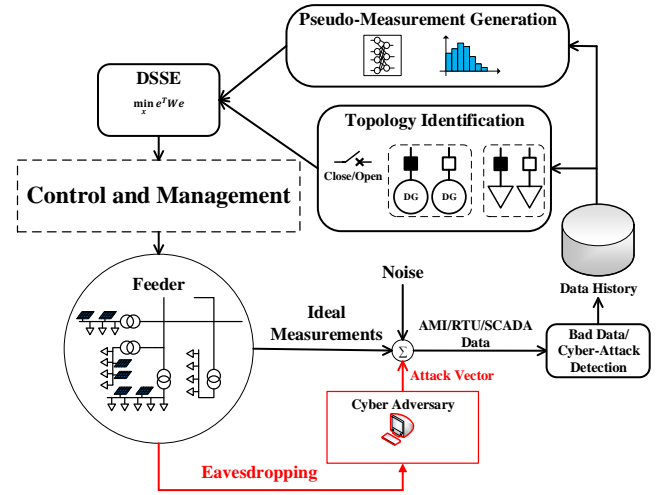 Pseudo-Measurement Generation
DSSE
min e^T We
x
Topology Identification
Close/Open
DG
DG
Control and Management
Feeder
Ideal
Measurements
Noise
Σ
AMI/RTU/SCADA
Data
Data History
Bad Data/
Cyber-Attack
Detection
Attack Vector
Cyber Adversary
Eavesdropping